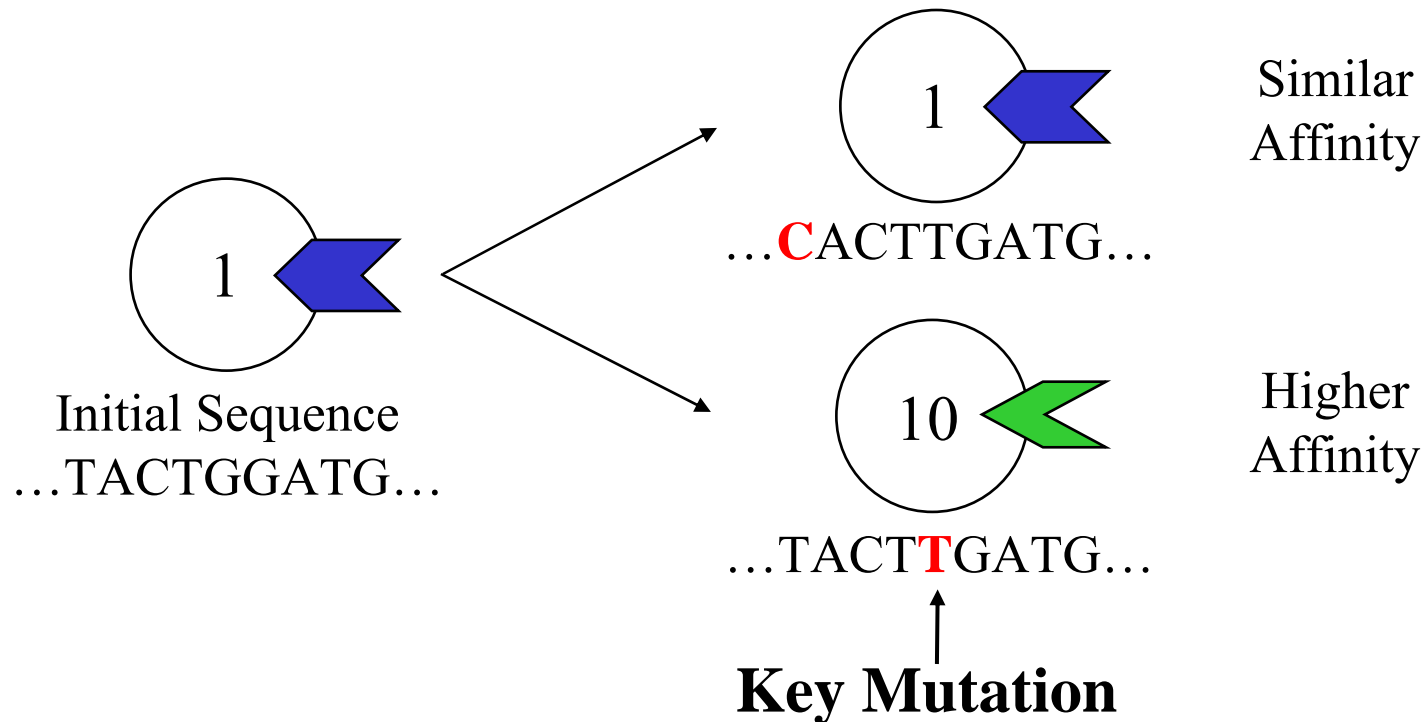 1
Initial Sequence
…TACTGGATG…
1
…CACTTGATG…
Similar
Affinity
10
…TACTTGATG…
Higher
Affinity
Key Mutation